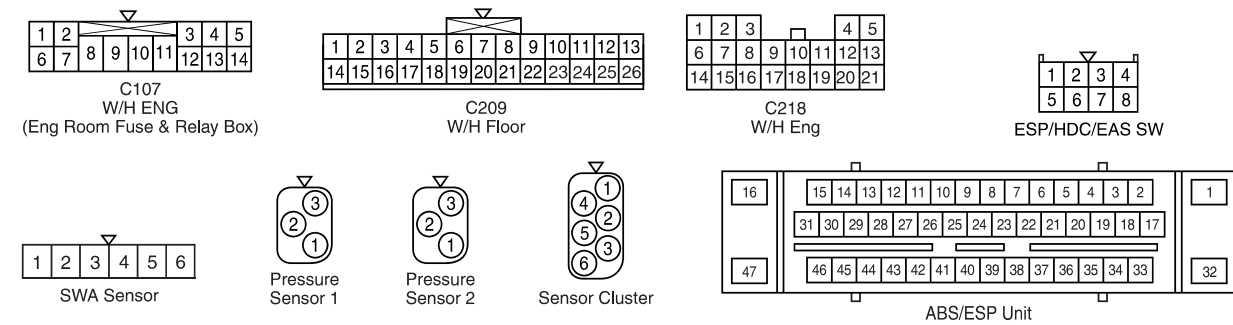 1 2 3 4 5
6 7 8 9 10 11 12 13 14
C107
W/H ENG
(Eng Room Fuse & Relay Box)
1 2 3 4 5 6 7 8 9 10 11 12 13
14 15 16 17 18 19 20 21 22 23 24 25 26
C209
W/H Floor
1 2 3 4 5
6 7 8 9 10 11 12 13
14 15 16 17 18 19 20 21
C218
W/H Eng
1 2 3 4
5 6 7 8
ESP/HDC/EAS SW
1 2 3 4 5 6
SWA Sensor
3
2
1
Pressure
Sensor 1
3
2
1
Pressure
Sensor 2
1
4
2
5
3
6
Sensor Cluster
16 15 14 13 12 11 10 9 8 7 6 5 4 3 2 1
31 30 29 28 27 26 25 24 23 22 21 20 19 18 17
47 46 45 44 43 42 41 40 39 38 37 36 35 34 33 32
ABS/ESP Unit